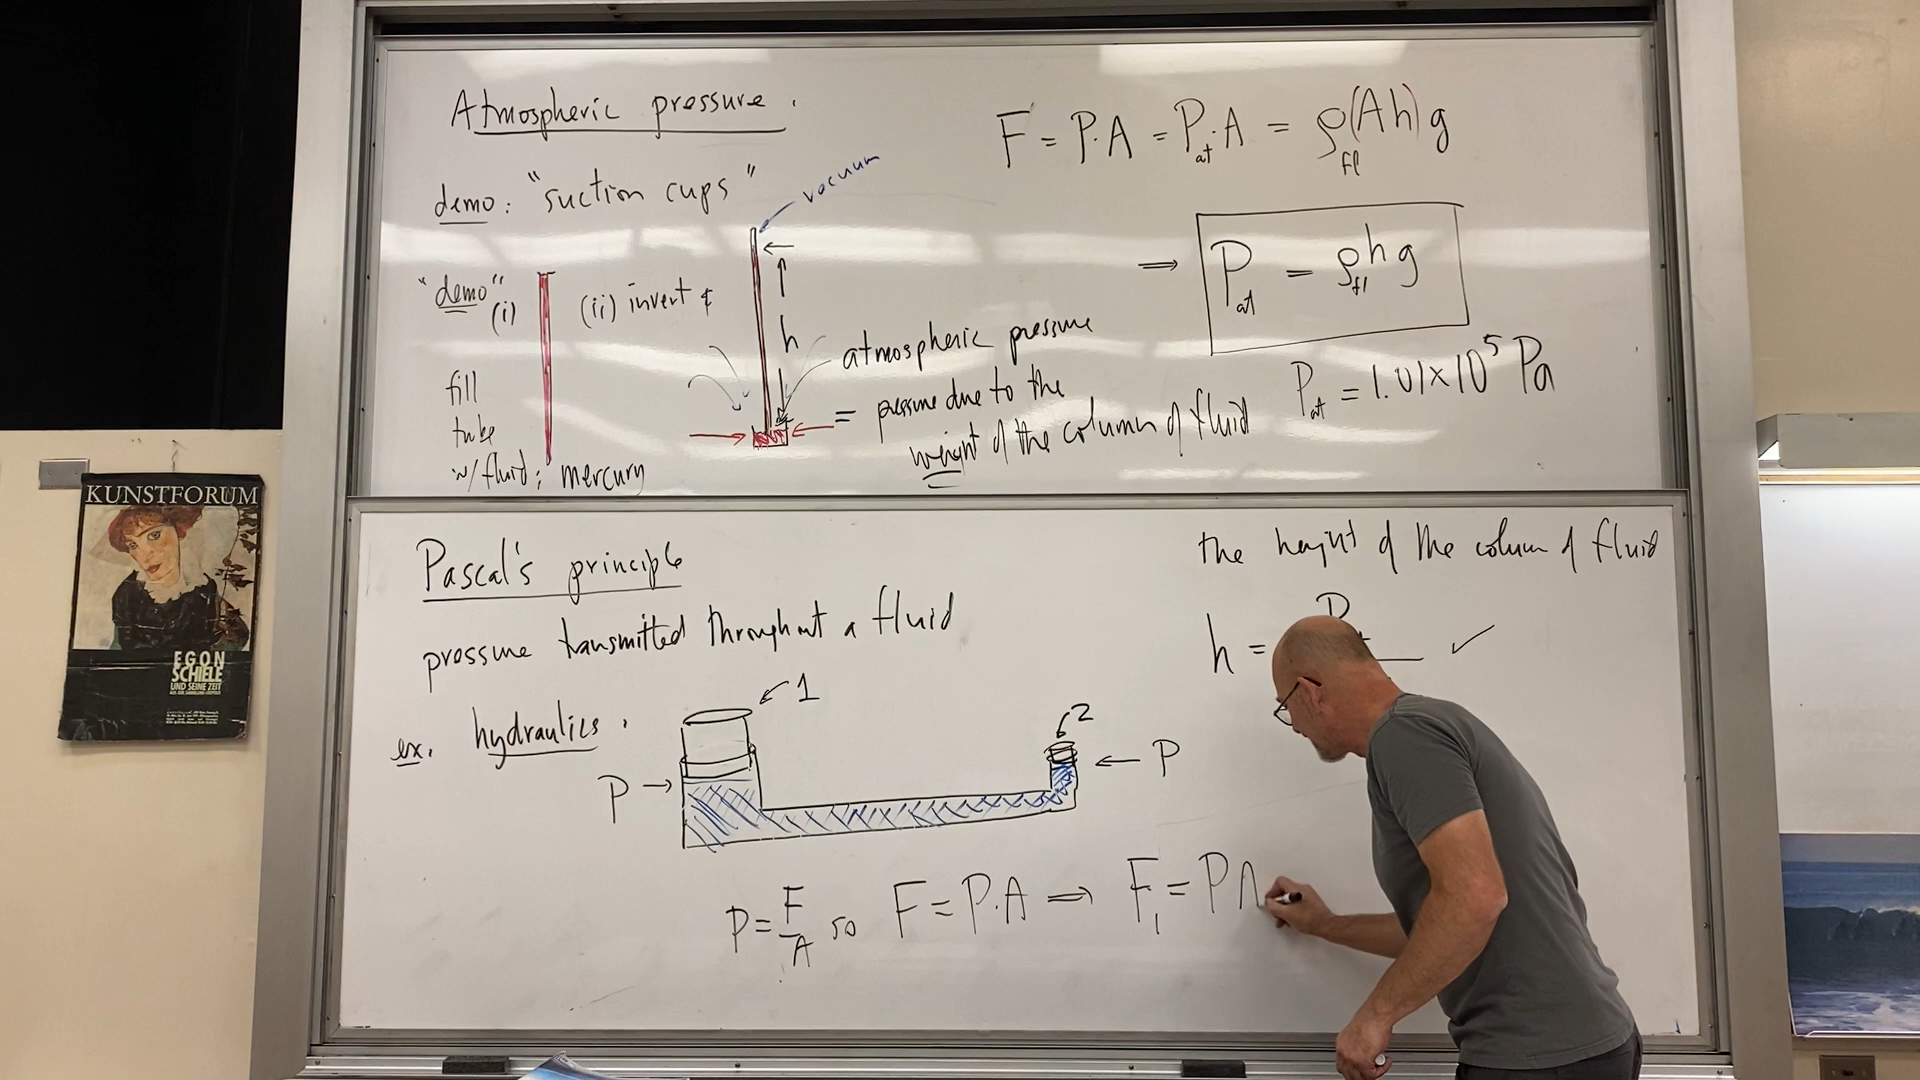 Atmospheric pressure.
demo: "suction cups"
vacuum
"demo"
(i)
(ii) invert &
h
fill
tube
w/ fluid; mercury
atmospheric pressure
= pressure due to the
weight of the column of fluid
F = P·A = Pat·A = ρfl(Ah)g
→ Pat = ρfl h g
Pat = 1.01×10⁵ Pa
Pascal's principle
pressure transmitted throughout a fluid
ex. hydraulics.
1
2
P →
← P
P = F/A so F = P·A ⇒ F₁ = PA
the height of the column of fluid
h = P
✓
KUNSTFORUM
EGON
SCHIELE
UND SEINE ZEIT